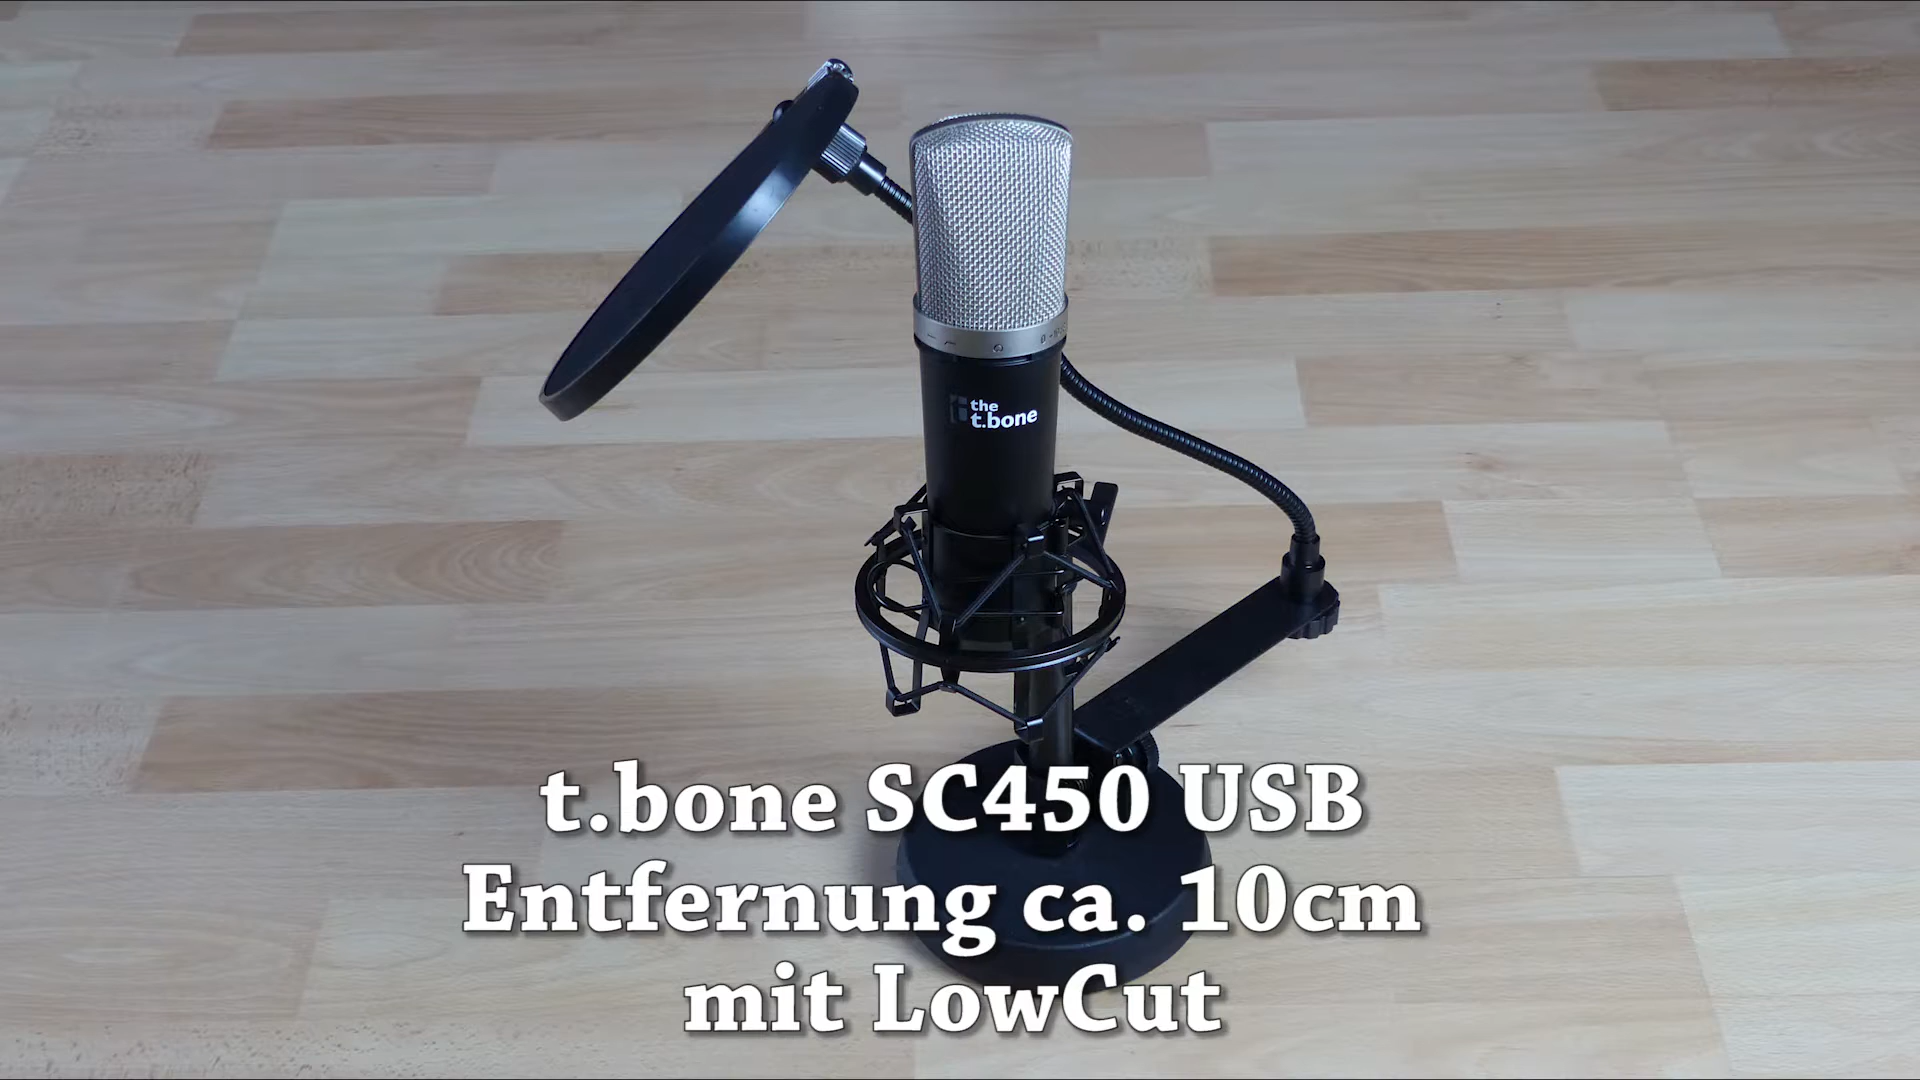 the
t.bone
t.bone SC450 USB
Entfernung ca. 10cm
mit LowCut